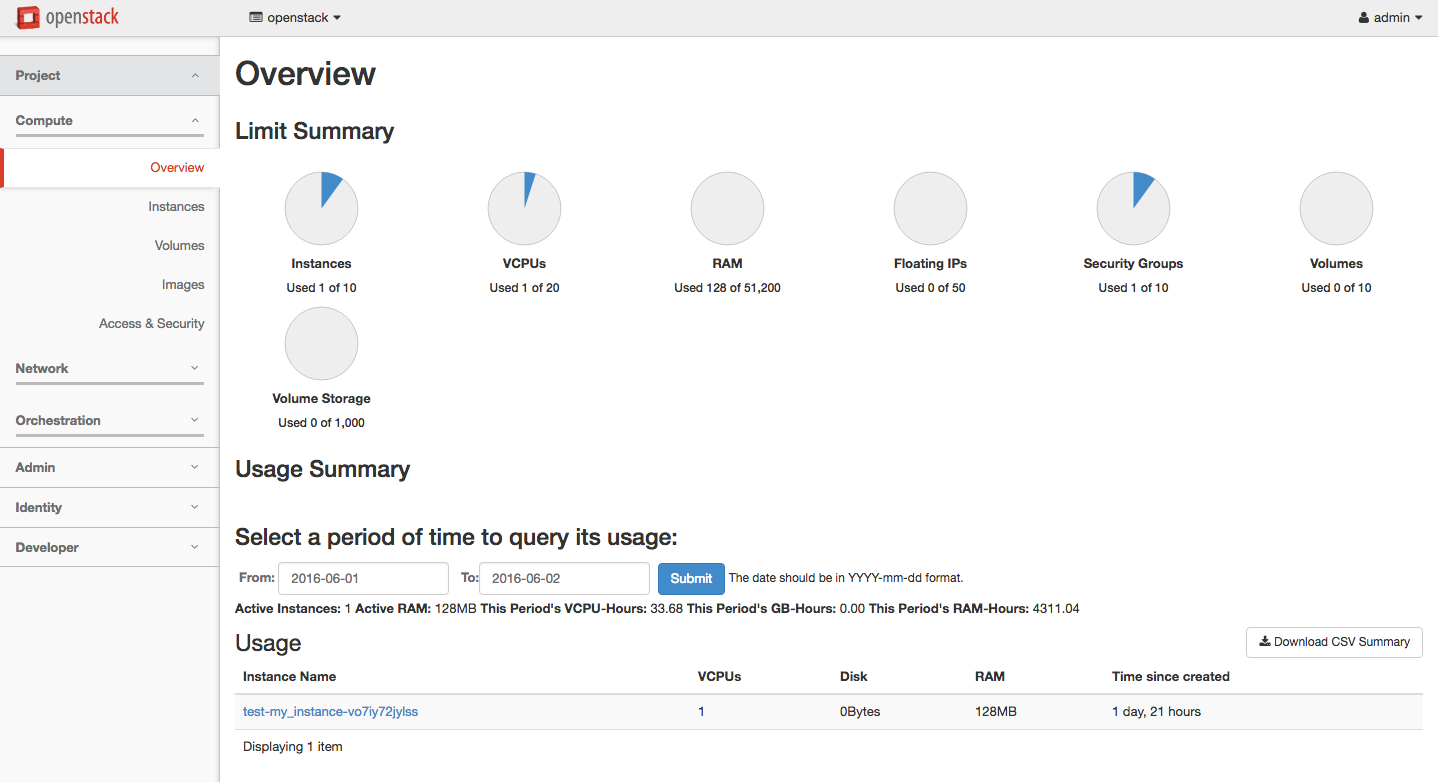 openstack openstack admin
Project
Compute
Overview
Instances
Volumes
Images
Access & Security
Network
Orchestration
Admin
Identity
Developer
Overview
Limit Summary
Instances VCPUs RAM Floating IPs Security Groups Volumes
Used 1 of 10 Used 1 of 20 Used 128 of 51,200 Used 0 of 50 Used 1 of 10 Used 0 of 10
Volume Storage
Used 0 of 1,000
Usage Summary
Select a period of time to query its usage:
From: 2016-06-01 To: 2016-06-02 Submit The date should be in YYYY-mm-dd format.
Active Instances: 1 Active RAM: 128MB This Period's VCPU-Hours: 33.68 This Period's GB-Hours: 0.00 This Period's RAM-Hours: 4311.04
Usage Download CSV Summary
Instance Name VCPUs Disk RAM Time since created
test-my_instance-vo7iy72jylss 1 0Bytes 128MB 1 day, 21 hours
Displaying 1 item